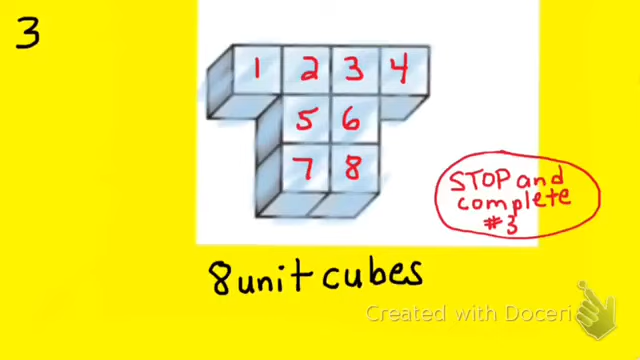 3
1 2 3 4
5 6
7 8
STOP and
complete
#3
8 unit cubes
Created with Doceri